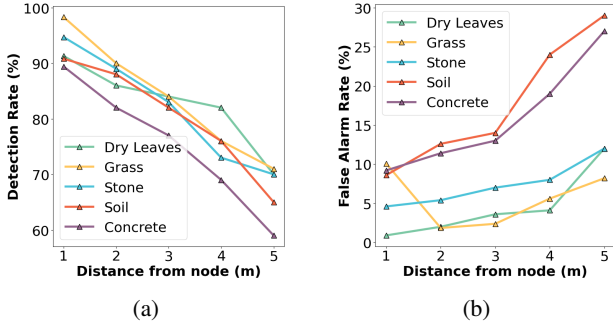 100
90
80
70
60
Detection Rate (%)
Dry Leaves
Grass
Stone
Soil
Concrete
1 2 3 4 5
Distance from node (m)
(a)
30
25
20
15
10
5
0
False Alarm Rate (%)
Dry Leaves
Grass
Stone
Soil
Concrete
1 2 3 4 5
Distance from node (m)
(b)